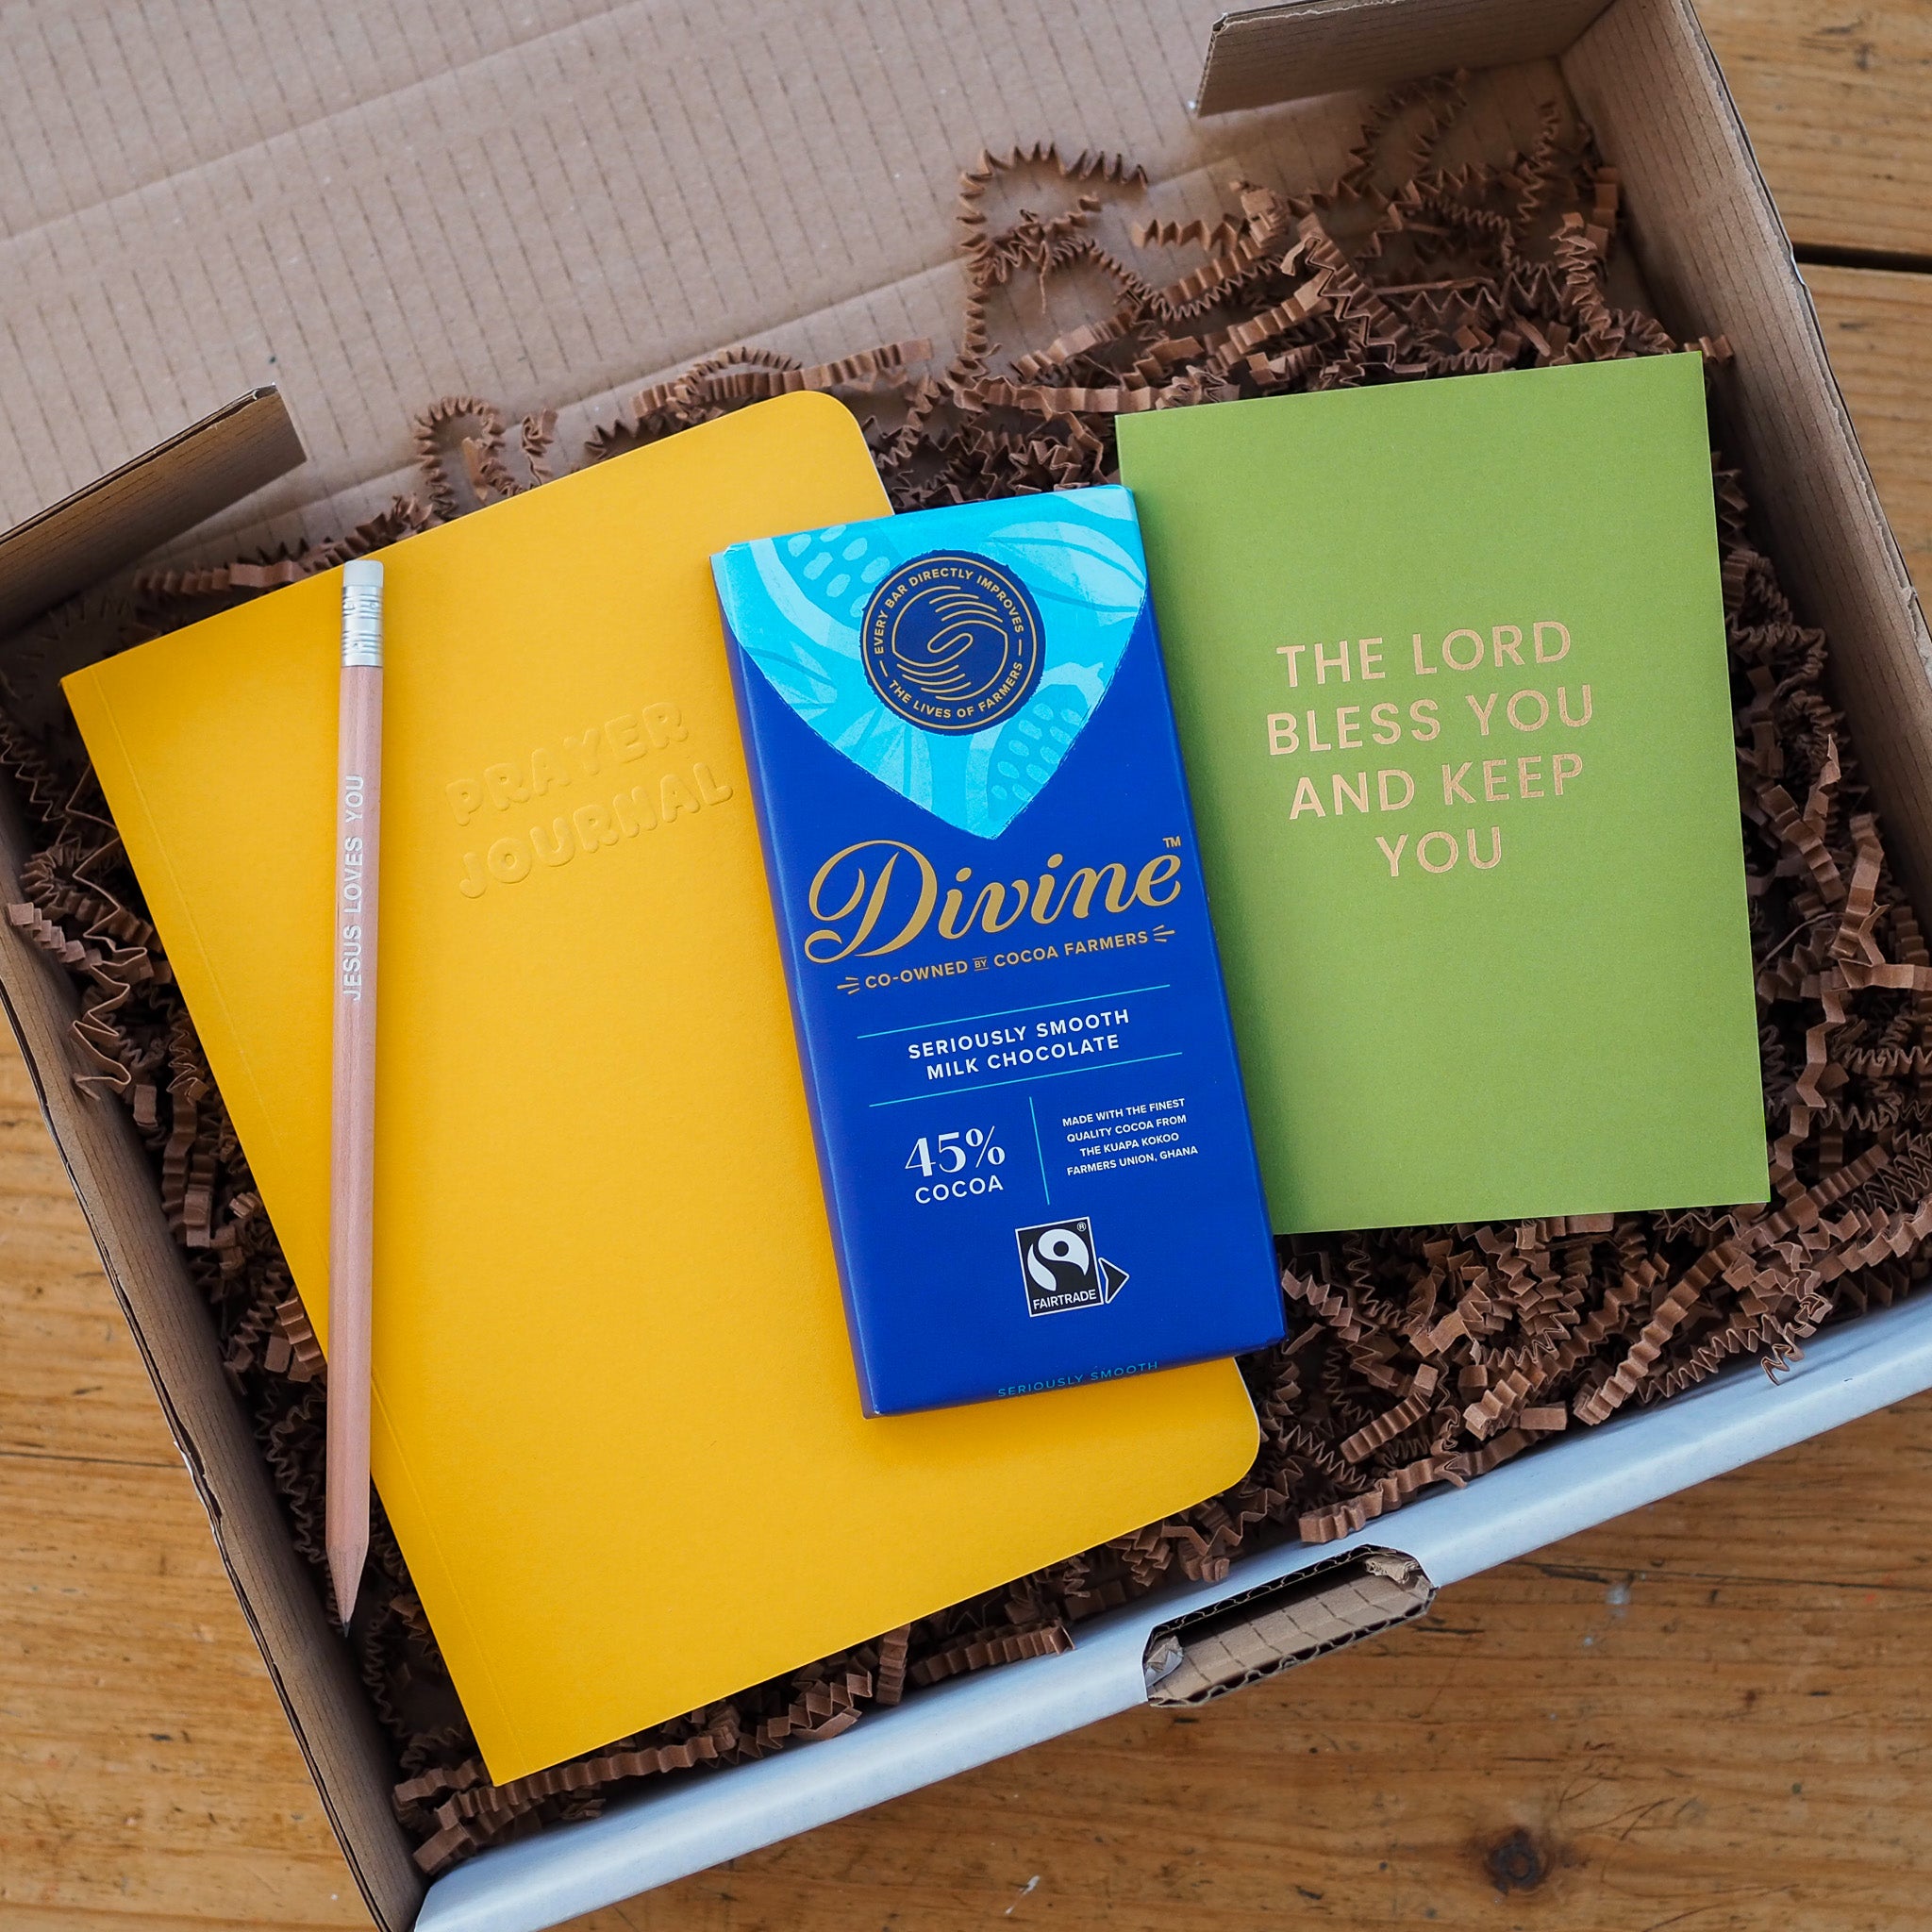 JESUS LOVES YOU
PRAYER
JOURNAL
EVERY BAR DIRECTLY IMPROVES
THE LIVES OF FARMERS
Divine™
CO-OWNED BY COCOA FARMERS
SERIOUSLY SMOOTH
MILK CHOCOLATE
45%
COCOA
MADE WITH THE FINEST
QUALITY COCOA FROM
THE KUAPA KOKOO
FARMERS UNION, GHANA
®
FAIRTRADE
SERIOUSLY SMOOTH
THE LORD
BLESS YOU
AND KEEP
YOU